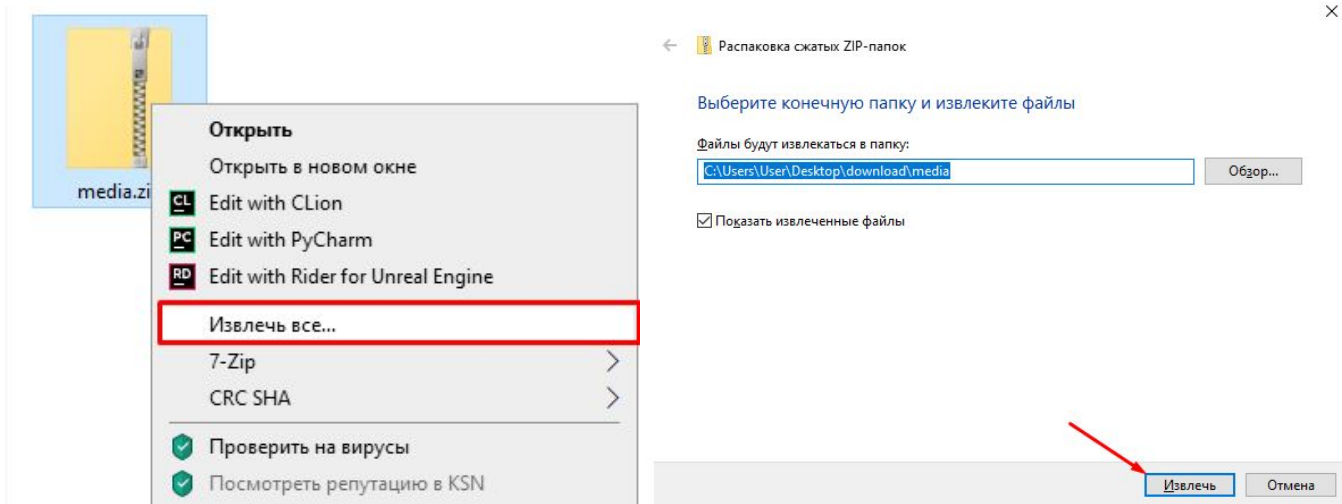 media.zi
Открыть
Открыть в новом окне
CL
Edit with CLion
PC
Edit with PyCharm
RD
Edit with Rider for Unreal Engine
Извлечь все...
7-Zip
CRC SHA
Проверить на вирусы
Посмотреть репутацию в KSN
Распаковка сжатых ZIP-папок
Выберите конечную папку и извлеките файлы
Файлы будут извлекаться в папку:
C:\Users\User\Desktop\download\media
Обзор...
Показать извлеченные файлы
Извлечь
Отмена